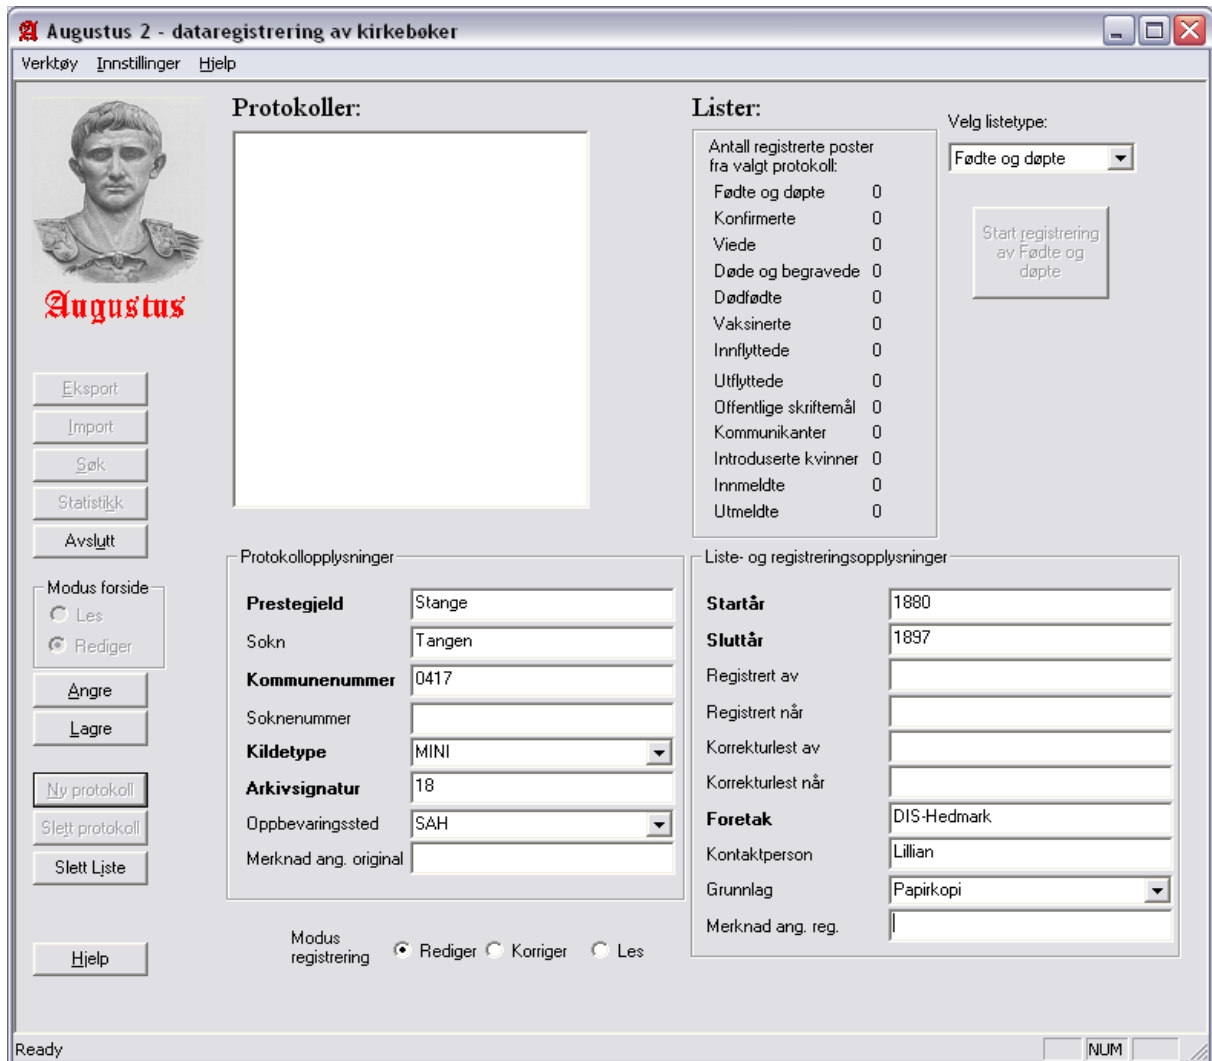 Augustus 2 - dataregistrering av kirkebøker
Verktøy Innstillinger Hjelp
Augustus
Eksport
Import
Søk
Statistikk
Avslutt
Modus forside
Les
Rediger
Angre
Lagre
Ny protokoll
Slett protokoll
Slett Liste
Hjelp
Protokoller:
Lister:
Antall registrerte poster
fra valgt protokoll:
Fødte og døpte 0
Konfirmerte 0
Viede 0
Døde og begravede 0
Dødfødte 0
Vaksinerte 0
Innflyttede 0
Utflyttede 0
Offentlige skriftemål 0
Kommunikanter 0
Introduserte kvinner 0
Innmeldte 0
Utmeldte 0
Velg listetype:
Fødte og døpte
Start registrering
av Fødte og
døpte
Protokollopplysninger
Prestegjeld Stange
Sokn Tangen
Kommunenummer 0417
Soknenummer
Kildetype MINI
Arkivsignatur 18
Oppbevaringssted SAH
Merknad ang. original
Modus
registrering
Rediger Korriger Les
Liste- og registreringsopplysninger
Startår 1880
Sluttår 1897
Registrert av
Registrert når
Korrekturlest av
Korrekturlest når
Foretak DIS-Hedmark
Kontaktperson Lillian
Grunnlag Papirkopi
Merknad ang. reg.
Ready NUM